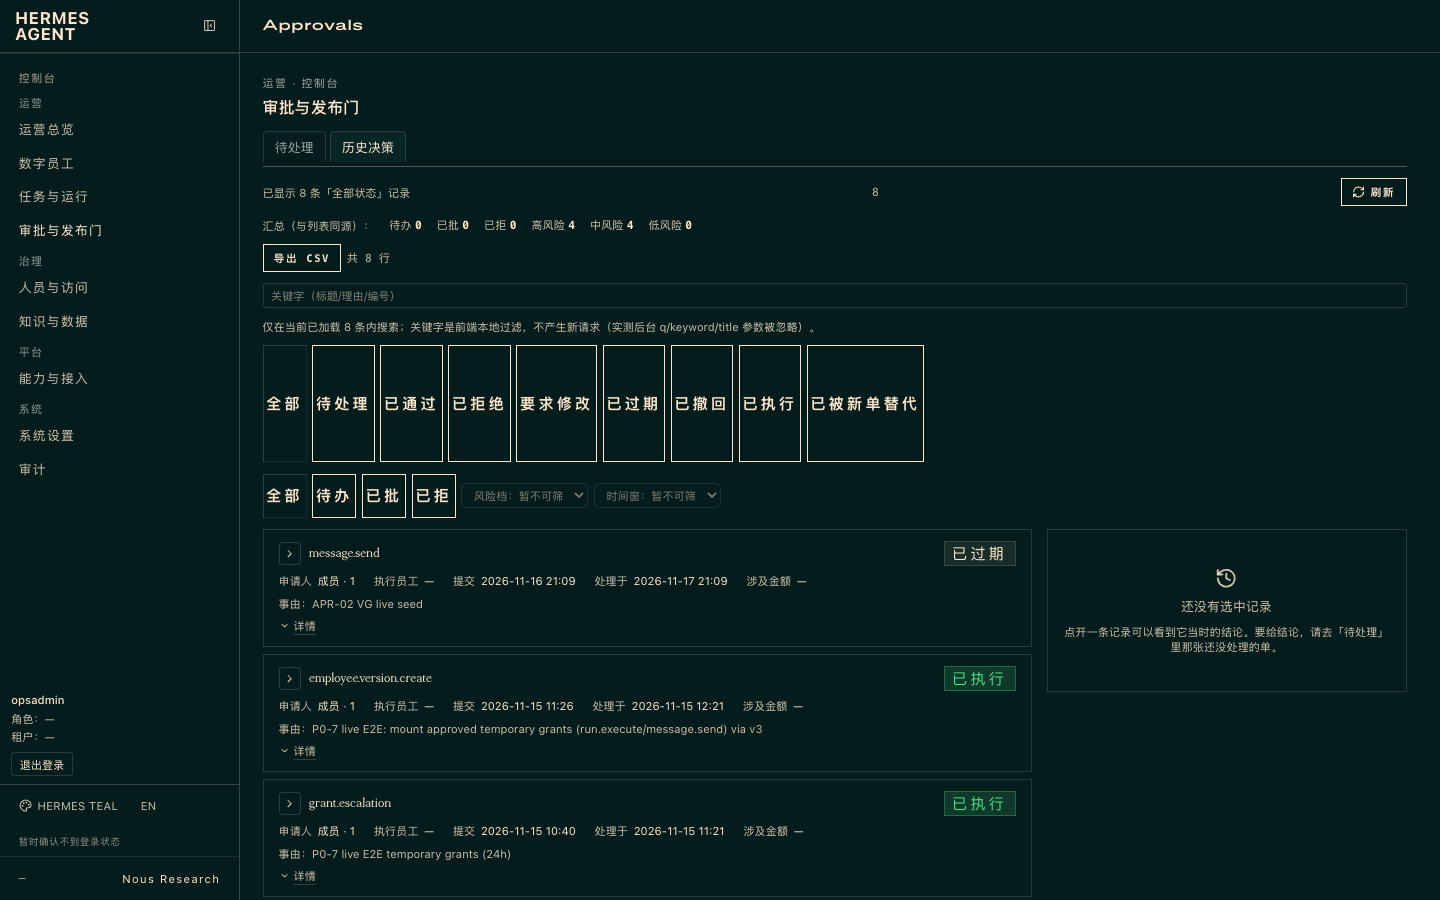 HERMES
AGENT
Approvals
控制台
运营
运营总览
数字员工
任务与运行
审批与发布门
治理
人员与访问
知识与数据
平台
能力与接入
系统
系统设置
审计
opsadmin
角色： —
租户： —
退出登录
HERMES TEAL EN
暂时确认不到登录状态
— Nous Research
运营 · 控制台
审批与发布门
待处理 历史决策
已显示 8 条「全部状态」记录 8 刷新
汇总（与列表同源）： 待办 0 已批 0 已拒 0 高风险 4 中风险 4 低风险 0
导出 CSV 共 8 行
关键字（标题/理由/编号）
仅在当前已加载 8 条内搜索；关键字是前端本地过滤，不产生新请求（实测后台 q/keyword/title 参数被忽略）。
全部 待处理 已通过 已拒绝 要求修改 已过期 已撤回 已执行 已被新单替代
全部 待办 已批 已拒 风险档：暂不可筛 时间窗：暂不可筛
message.send 已过期
申请人 成员 · 1 执行员工 — 提交 2026-11-16 21:09 处理于 2026-11-17 21:09 涉及金额 —
事由：APR-02 VG live seed
详情
employee.version.create 已执行
申请人 成员 · 1 执行员工 — 提交 2026-11-15 11:26 处理于 2026-11-15 12:21 涉及金额 —
事由：P0-7 live E2E: mount approved temporary grants (run.execute/message.send) via v3
详情
grant.escalation 已执行
申请人 成员 · 1 执行员工 — 提交 2026-11-15 10:40 处理于 2026-11-15 11:21 涉及金额 —
事由：P0-7 live E2E temporary grants (24h)
详情
还没有选中记录
点开一条记录可以看到它当时的结论。要给结论，请去「待处理」
里那张还没处理的单。